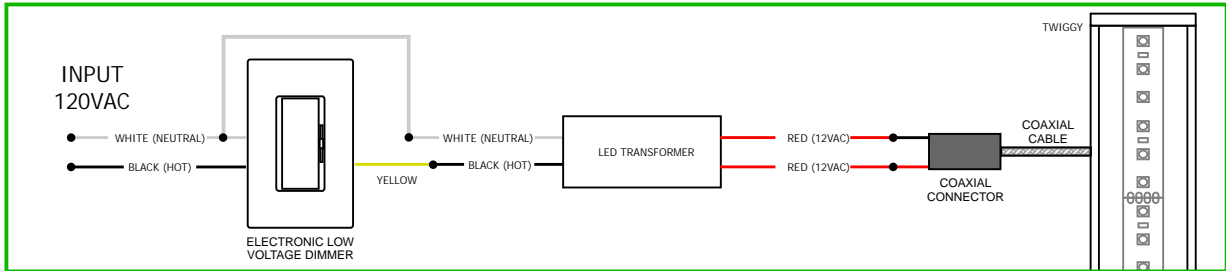 TWIGGY
INPUT
120VAC
WHITE (NEUTRAL)
BLACK (HOT)
YELLOW
WHITE (NEUTRAL)
BLACK (HOT)
LED TRANSFORMER
RED (12VAC)
RED (12VAC)
COAXIAL
CABLE
COAXIAL
CONNECTOR
ELECTRONIC LOW
VOLTAGE DIMMER